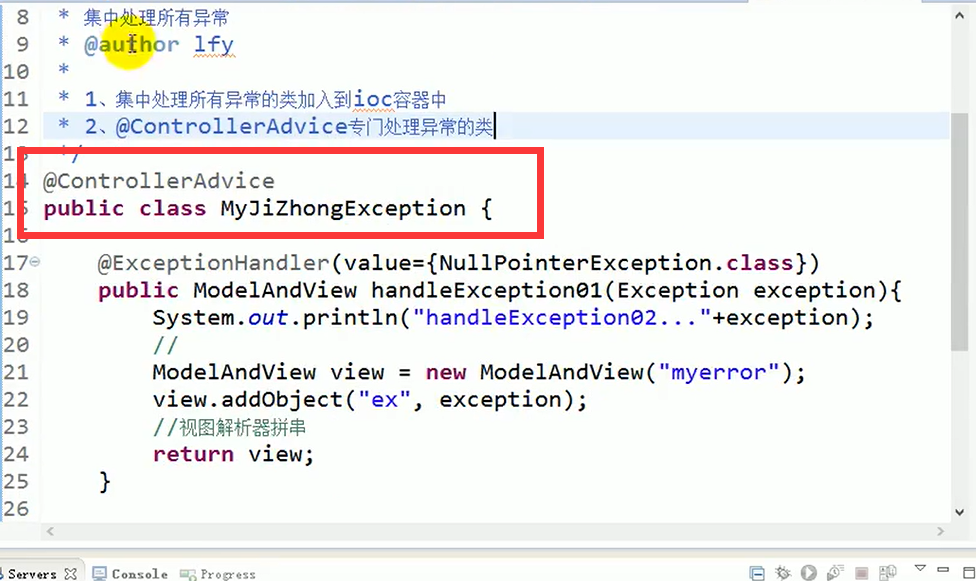 8 * 集中处理所有异常
9 * @author lfy
10 *
11 * 1、集中处理所有异常的类加入到ioc容器中
12 * 2、@ControllerAdvice专门处理异常的类
13 */
14 @ControllerAdvice
15 public class MyJiZhongException {
16
17 @ExceptionHandler(value={NullPointerException.class})
18 public ModelAndView handleException01(Exception exception){
19 System.out.println("handleException02..."+exception);
20 //
21 ModelAndView view = new ModelAndView("myerror");
22 view.addObject("ex", exception);
23 //视图解析器拼串
24 return view;
25 }
26
Servers Console Progress